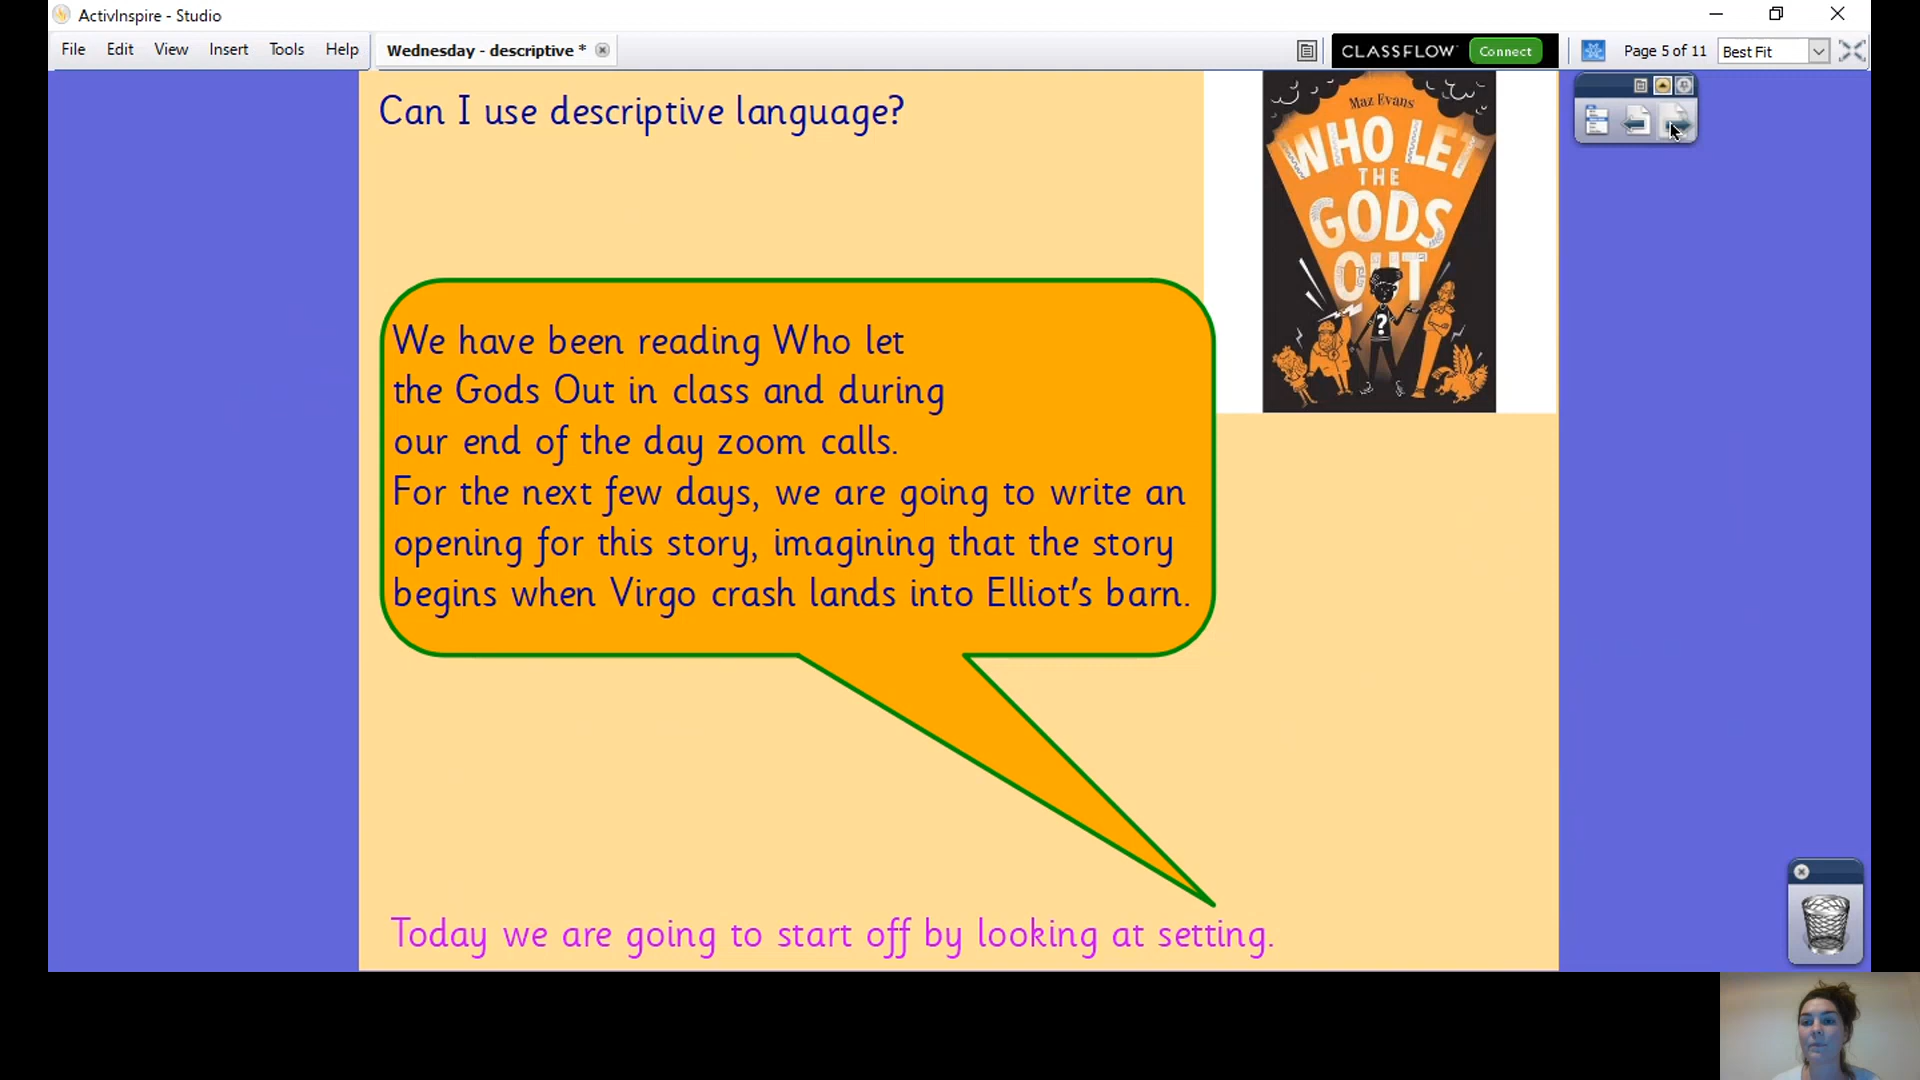 ActivInspire - Studio
File Edit View Insert Tools Help
Wednesday - descriptive *
CLASSFLOW Connect
Page 5 of 11
Best Fit
Can I use descriptive language?
Maz Evans
WHO LET
THE
GODS
OUT
?
We have been reading Who let
the Gods Out in class and during
our end of the day zoom calls.
For the next few days, we are going to write an
opening for this story, imagining that the story
begins when Virgo crash lands into Elliot's barn.
Today we are going to start off by looking at setting.